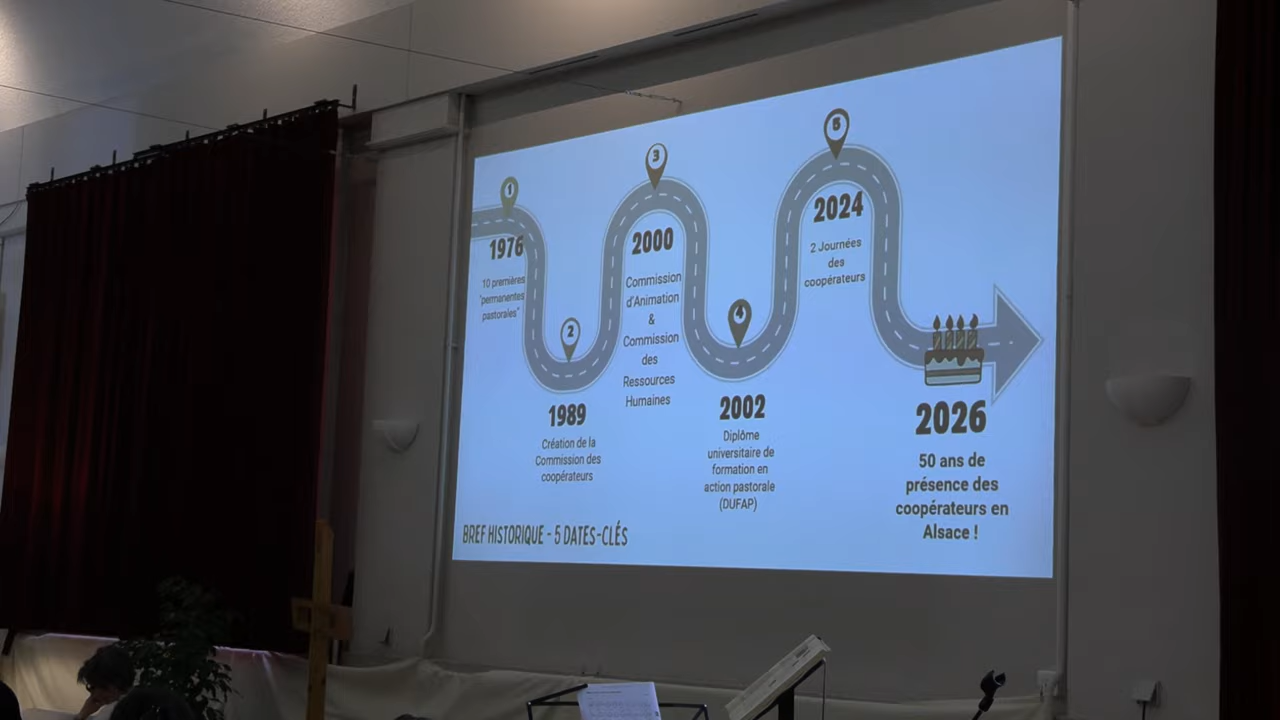 1
1976
10 premières
"permanentes
pastorales"
2
1989
Création de la
Commission des
coopérateurs
3
2000
Commission
d'Animation
&
Commission
des
Ressources
Humaines
4
2002
Diplôme
universitaire de
formation en
action pastorale
(DUFAP)
5
2024
2 Journées
des
coopérateurs
2026
50 ans de
présence des
coopérateurs en
Alsace !
BREF HISTORIQUE - 5 DATES-CLÉS